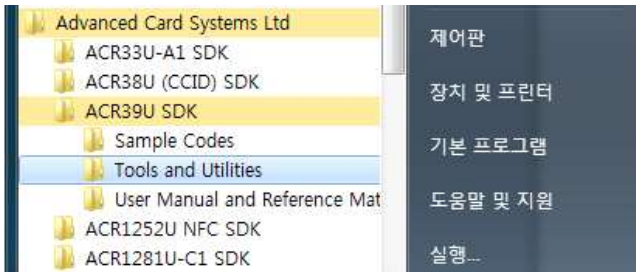 Advanced Card Systems Ltd
ACR33U-A1 SDK
ACR38U (CCID) SDK
ACR39U SDK
Sample Codes
Tools and Utilities
User Manual and Reference Mat
ACR1252U NFC SDK
ACR1281U-C1 SDK
제어판
장치 및 프린터
기본 프로그램
도움말 및 지원
실행...